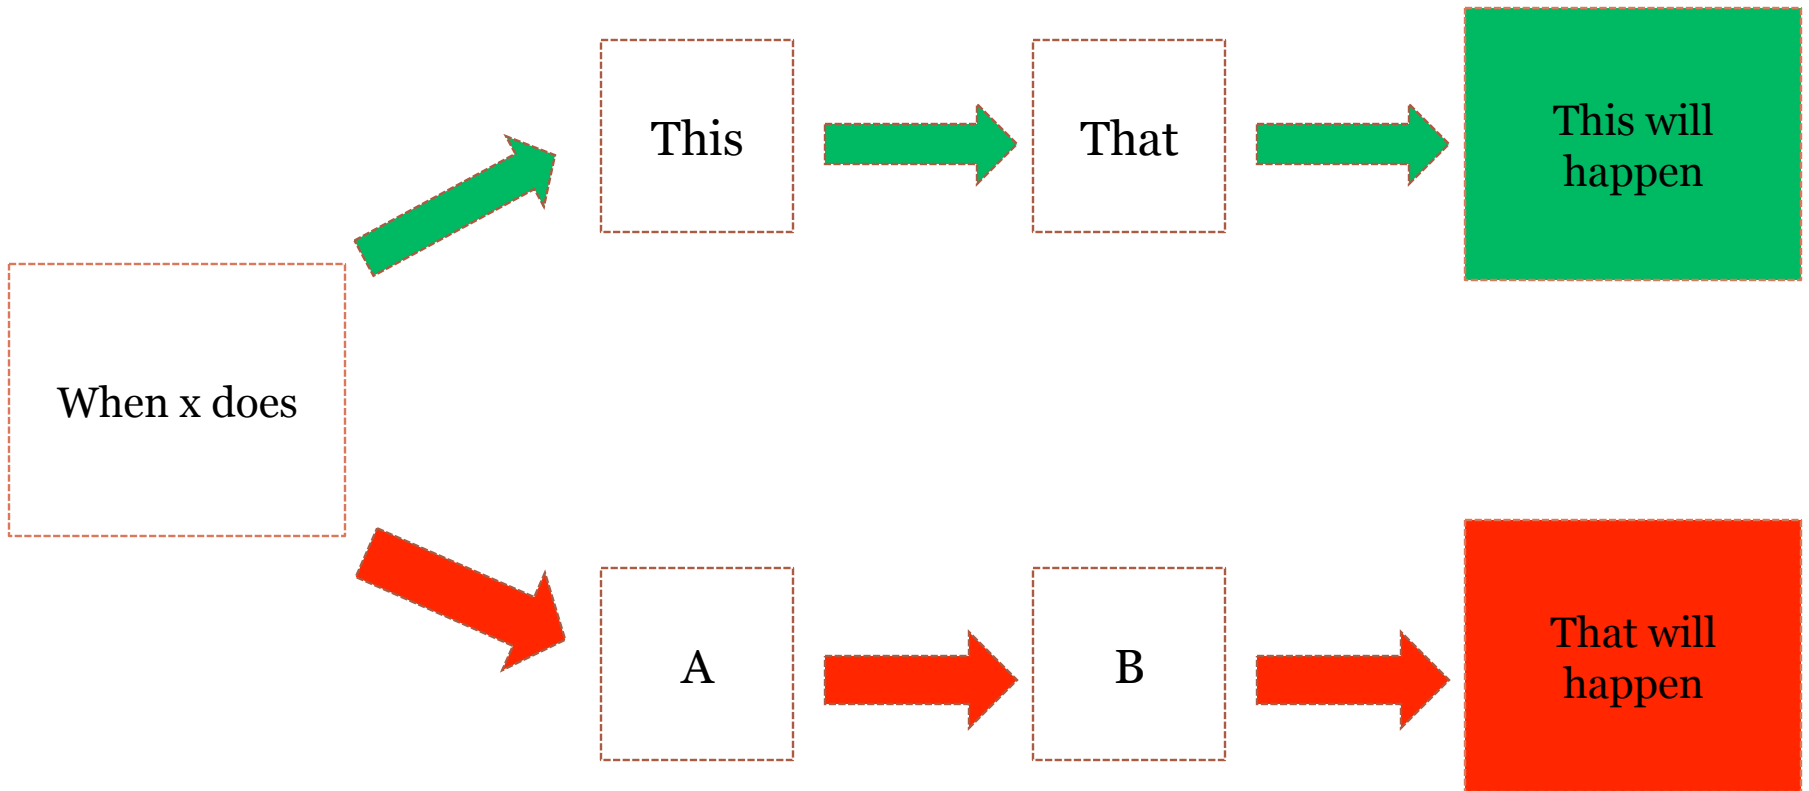 When x does
This
That
This will
happen
A
B
That will
happen